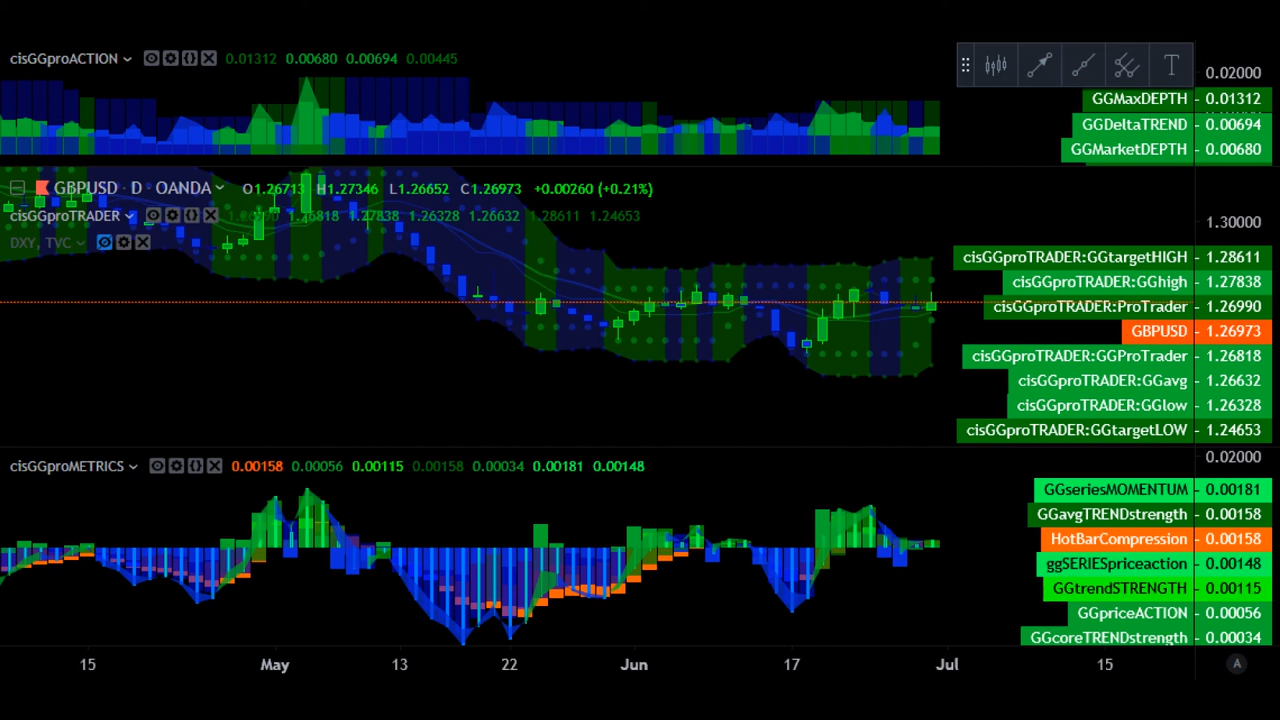 cisGGproACTION 0.01312 0.00680 0.00694 0.00445
T
0.02000
GGMaxDEPTH 0.01312
GGDeltaTREND 0.00694
GGMarketDEPTH 0.00680
GBPUSD · D · OANDA O1.26713 H1.27346 L1.26652 C1.26973 +0.00260 (+0.21%)
cisGGproTRADER 1.26818 1.27838 1.26328 1.26632 1.28611 1.24653
DXY, TVC
1.30000
cisGGproTRADER:GGtargetHIGH 1.28611
cisGGproTRADER:GGhigh 1.27838
cisGGproTRADER:ProTrader 1.26990
GBPUSD 1.26973
cisGGproTRADER:GGProTrader 1.26818
cisGGproTRADER:GGavg 1.26632
cisGGproTRADER:GGlow 1.26328
cisGGproTRADER:GGtargetLOW 1.24653
cisGGproMETRICS 0.00158 0.00056 0.00115 0.00158 0.00034 0.00181 0.00148
0.02000
GGseriesMOMENTUM 0.00181
GGavgTRENDstrength 0.00158
HotBarCompression 0.00158
ggSERIESpriceaction 0.00148
GGtrendSTRENGTH 0.00115
GGpriceACTION 0.00056
GGcoreTRENDstrength 0.00034
15 May 13 22 Jun 17 Jul 15 A